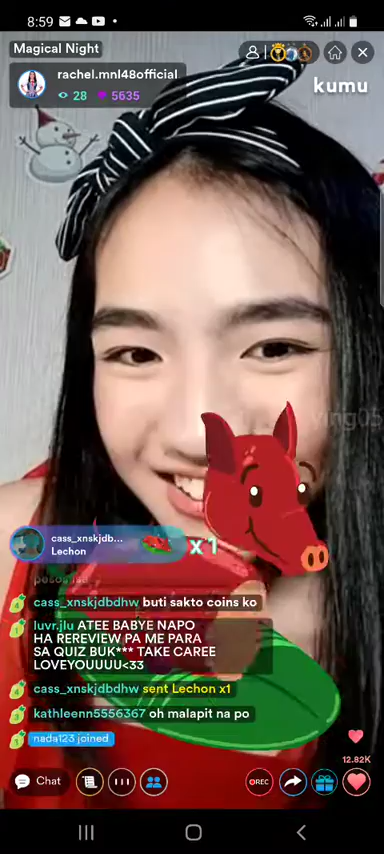 8:59
Magical Night
rachel.mnl48official
28 5635
kumu
cass_xnskjdb...
Lechon
x1
cass_xnskjdbdhw buti sakto coins ko
luvr.jlu ATEE BABYE NAPO
HA REREVIEW PA ME PARA
SA QUIZ BUK*** TAKE CAREE
LOVEYOUUUU<33
cass_xnskjdbdhw sent Lechon x1
kathleenn5556367 oh malapit na po
nada123 joined
12.82K
Chat
REC